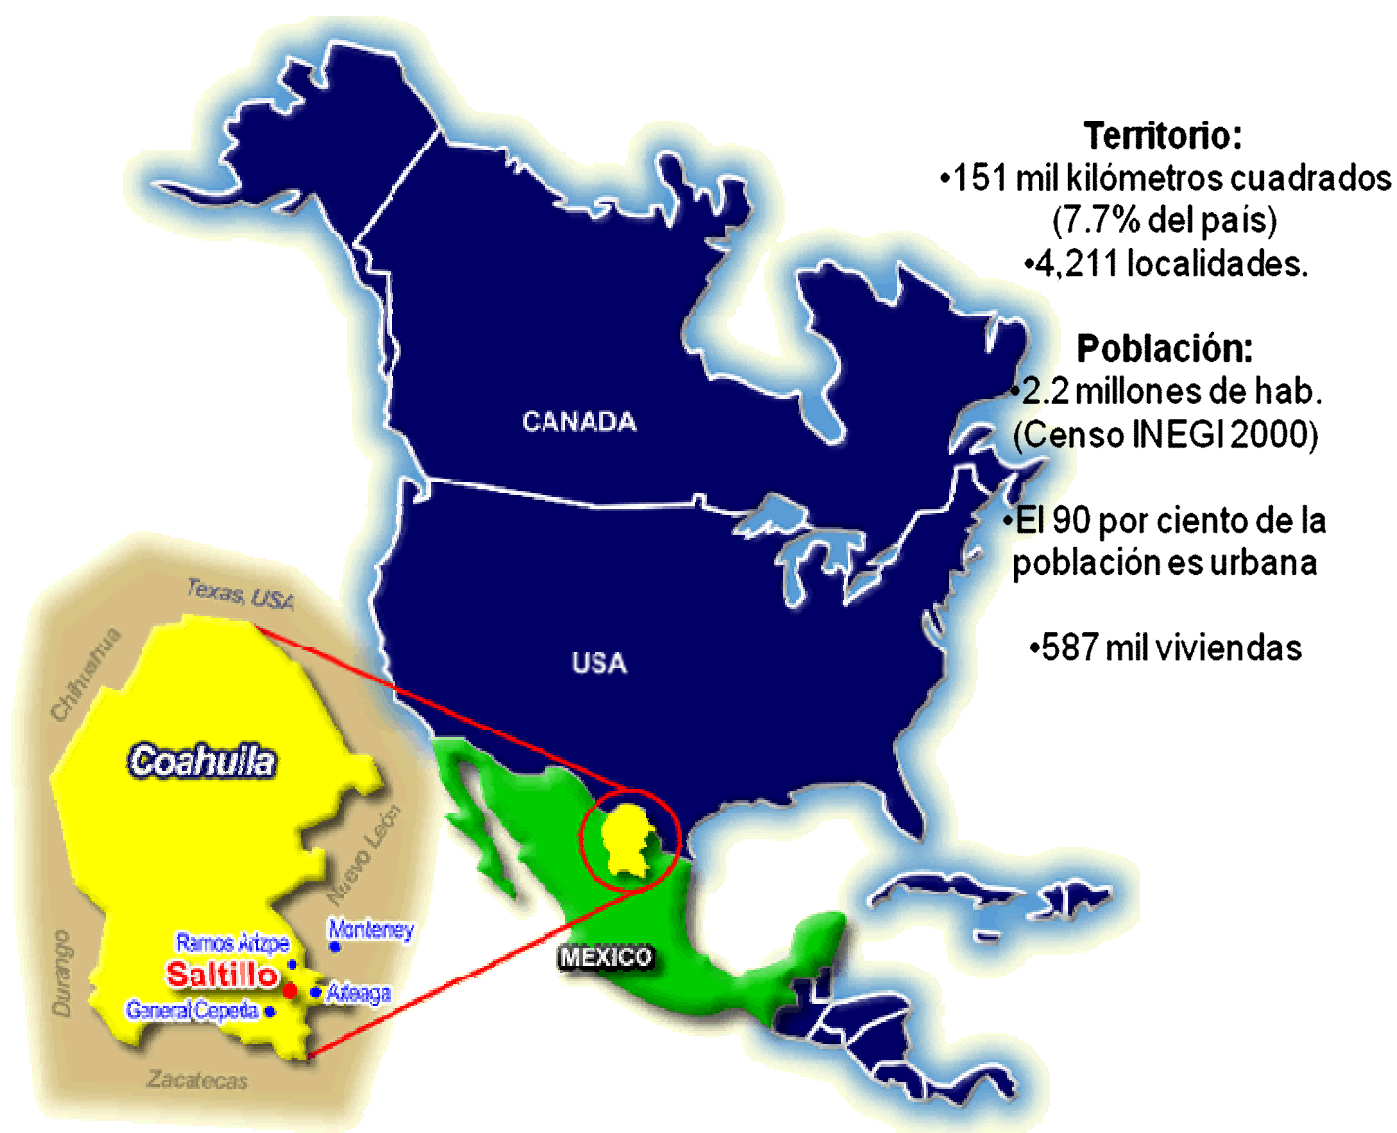 Territorio:
•151 mil kilómetros cuadrados
(7.7% del país)
•4,211 localidades.
Población:
•2.2 millones de hab.
(Censo INEGI 2000)
•El 90 por ciento de la
población es urbana
•587 mil viviendas
CANADA
USA
MEXICO
Texas, USA
Chihuahua
Coahuila
Nuevo León
Durango
Ramos Arizpe
Monterrey
Saltillo
Arteaga
General Cepeda
Zacatecas